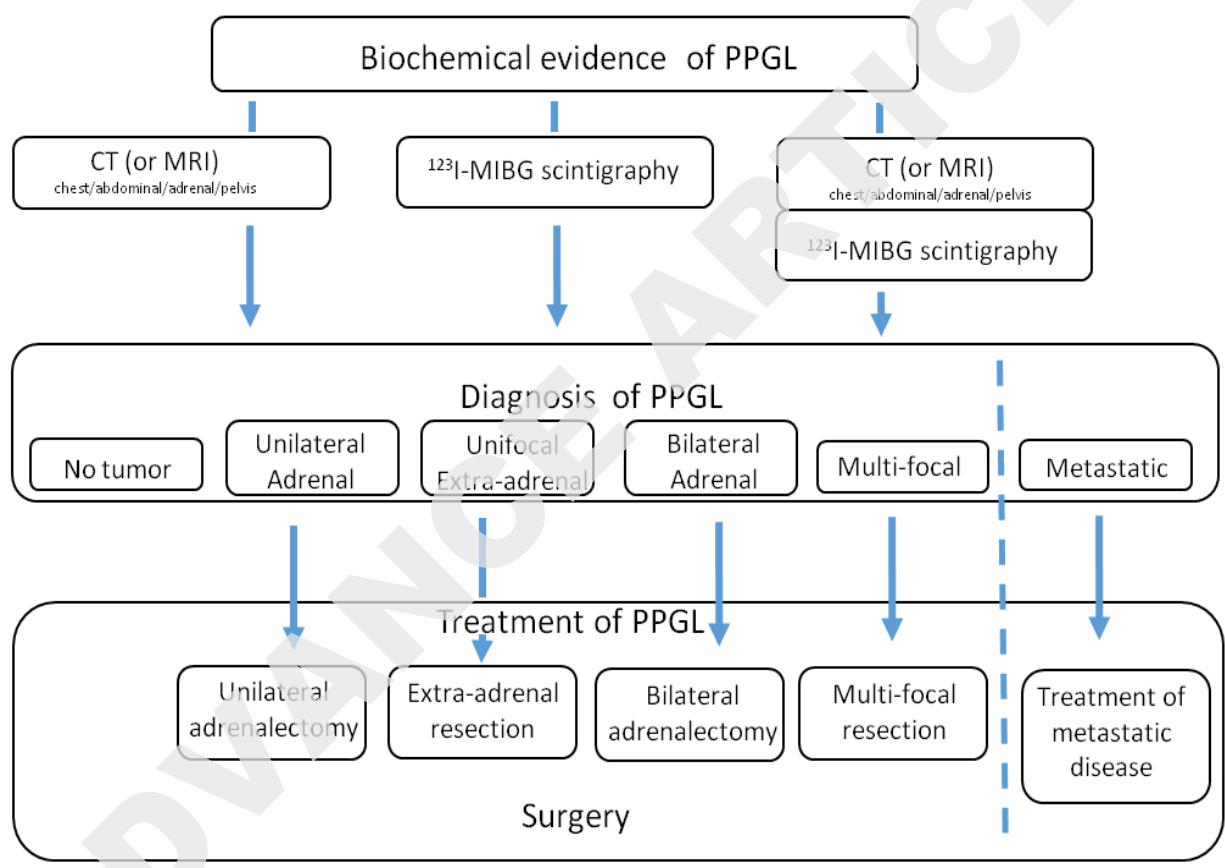 Biochemical evidence of PPGL
CT (or MRI)
chest/abdominal/adrenal/pelvis
¹²³I-MIBG scintigraphy
CT (or MRI)
chest/abdominal/adrenal/pelvis
¹²³I-MIBG scintigraphy
Diagnosis of PPGL
No tumor
Unilateral
Adrenal
Unifocal
Extra-adrenal
Bilateral
Adrenal
Multi-focal
Metastatic
Treatment of PPGL
Unilateral
adrenalectomy
Extra-adrenal
resection
Bilateral
adrenalectomy
Multi-focal
resection
Treatment of
metastatic
disease
Surgery
DVANCE ARTICL